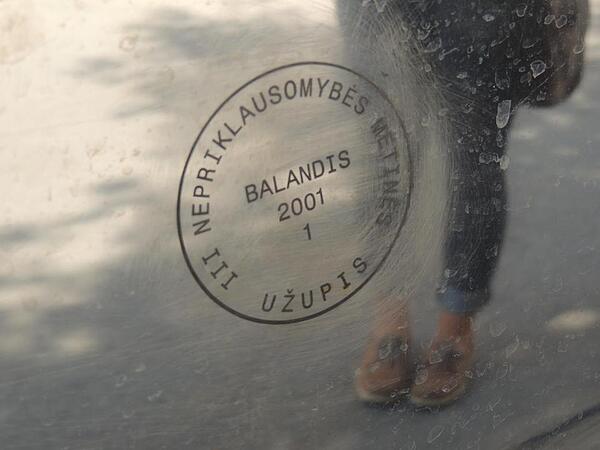 III NEPRIKLAUSOMYBĖS METINĖS
BALANDIS
2001
1
UŽUPIS